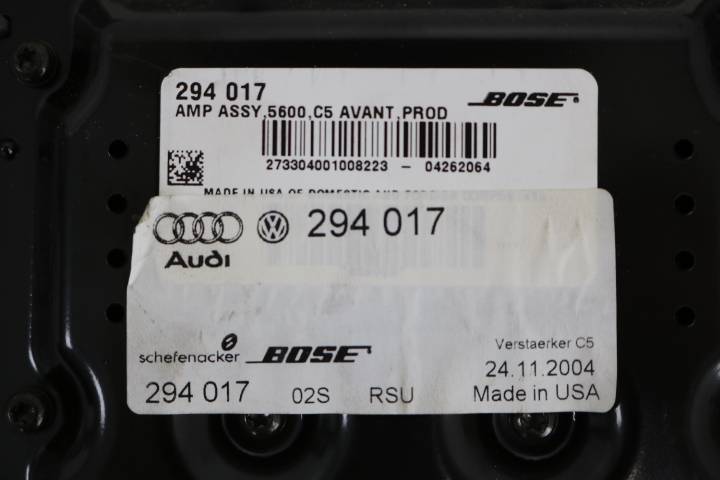 294 017
BOSE
AMP ASSY,5600,C5 AVANT,PROD
273304001008223 - 04262064
MADE IN USA OF DOMESTIC AND
294 017
Audi
schefenacker BOSE
Verstaerker C5
24.11.2004
294 017 02S RSU Made in USA